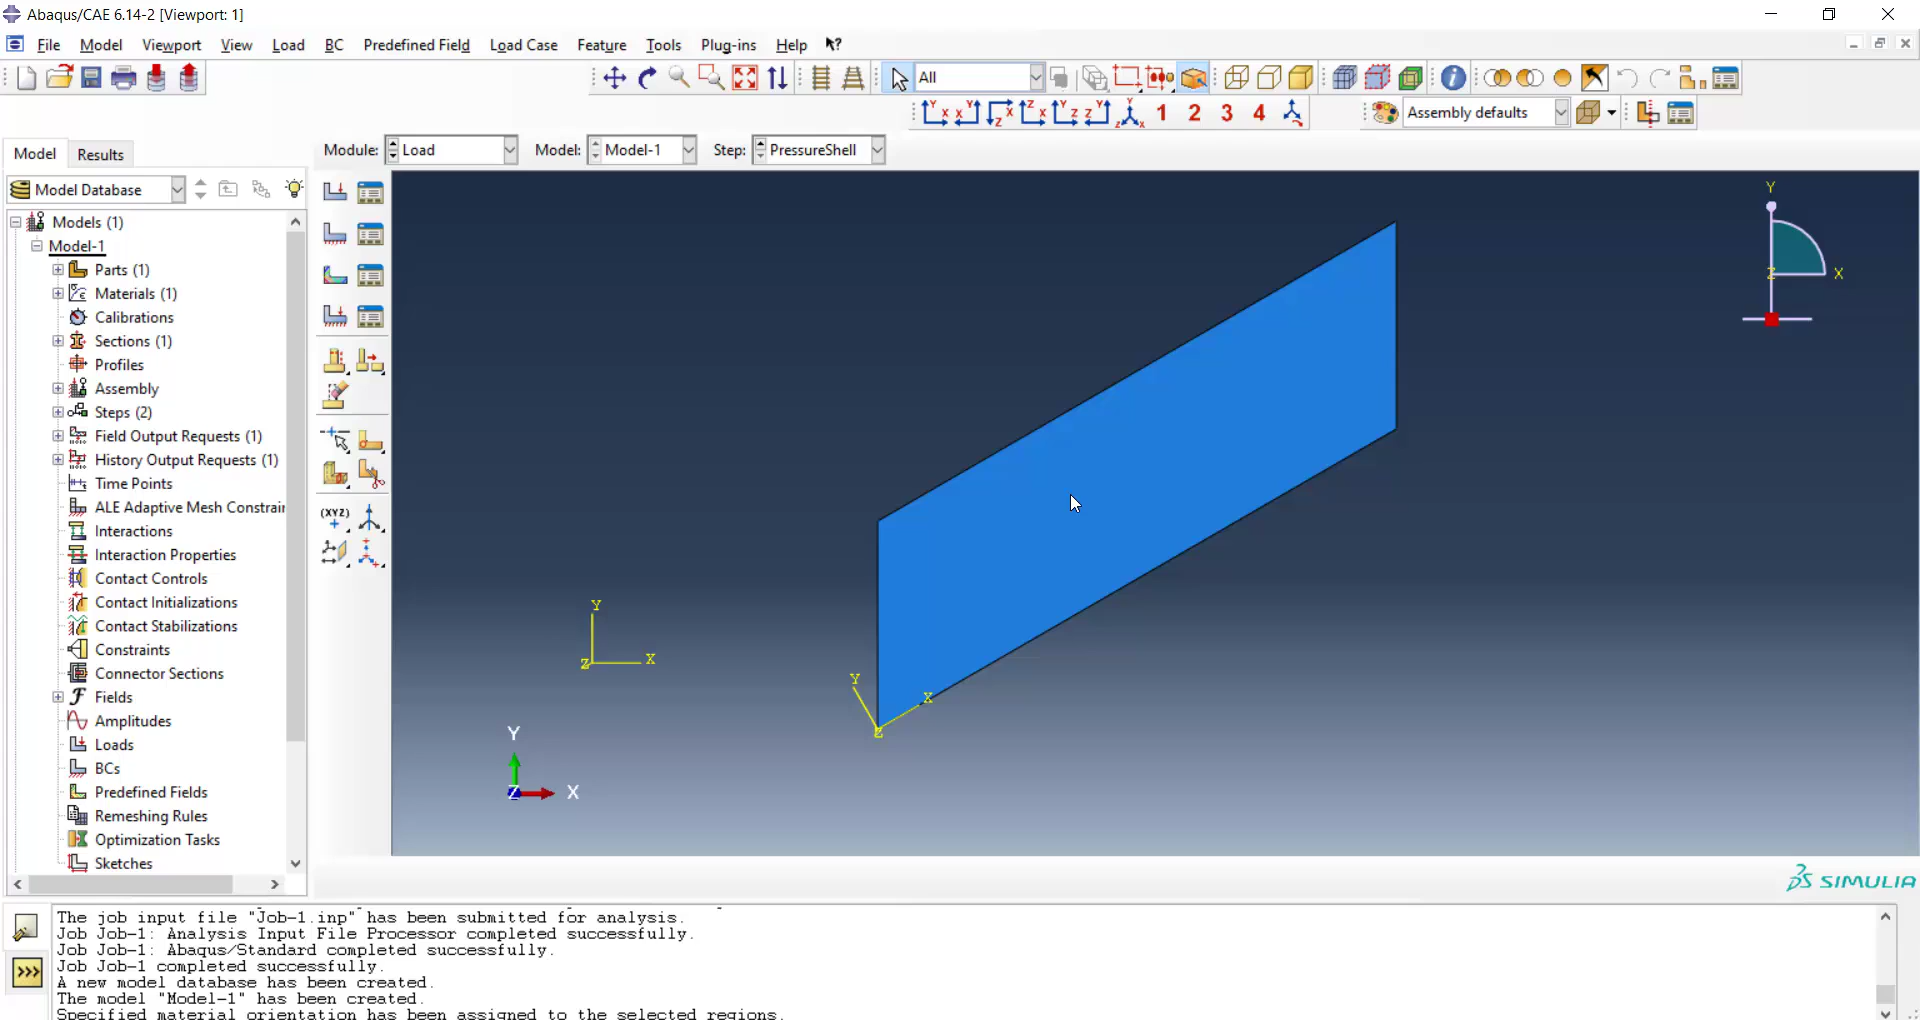 Abaqus/CAE 6.14-2 [Viewport: 1]
File Model Viewport View Load BC Predefined Field Load Case Feature Tools Plug-ins Help
All
1 2 3 4
Assembly defaults
Model Results
Module: Load Model: Model-1 Step: PressureShell
Model Database
Models (1)
Model-1
Parts (1)
Materials (1)
Calibrations
Sections (1)
Profiles
Assembly
Steps (2)
Field Output Requests (1)
History Output Requests (1)
Time Points
ALE Adaptive Mesh Constrain
Interactions
Interaction Properties
Contact Controls
Contact Initializations
Contact Stabilizations
Constraints
Connector Sections
Fields
Amplitudes
Loads
BCs
Predefined Fields
Remeshing Rules
Optimization Tasks
Sketches
(XYZ)
Y
Z X
Y
Z X
Y
X
Z
Y
Z X
SIMULIA
The job input file "Job-1.inp" has been submitted for analysis.
Job Job-1: Analysis Input File Processor completed successfully.
Job Job-1: Abaqus/Standard completed successfully.
Job Job-1 completed successfully.
A new model database has been created.
The model "Model-1" has been created.
Specified material orientation has been assigned to the selected regions.